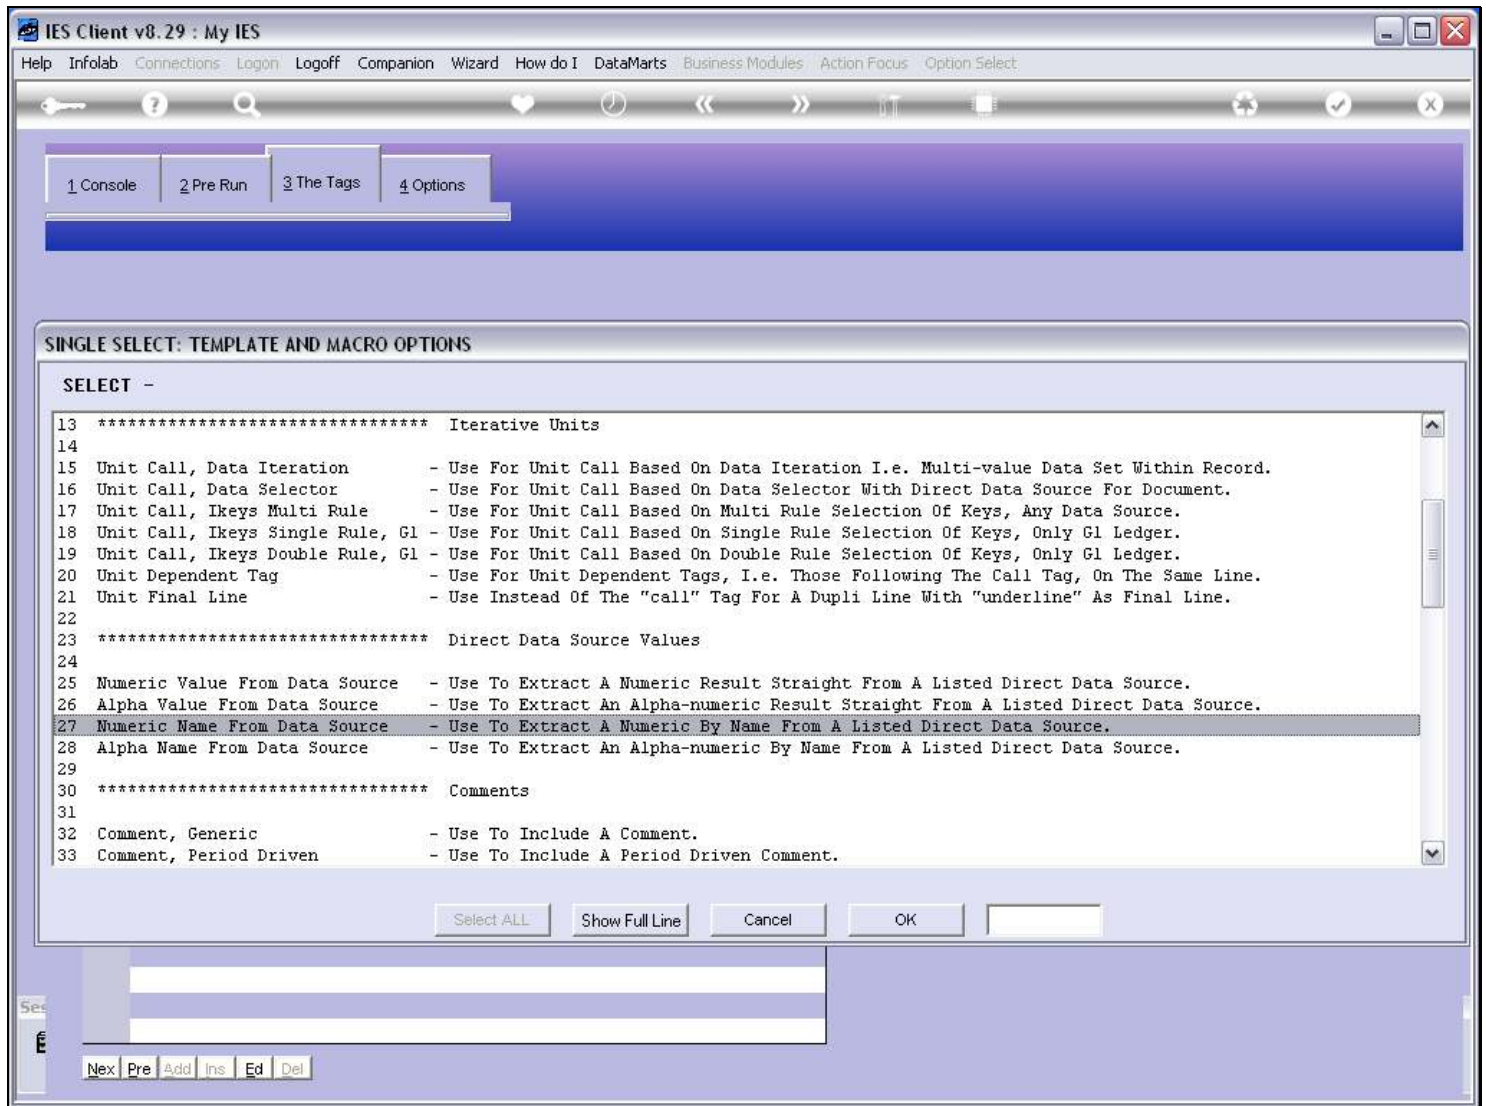 IES Client v8.29 : My IES
Help Infolab Connections Logon Logoff Companion Wizard How do I DataMarts Business Modules Action Focus Option Select
1 Console 2 Pre Run 3 The Tags 4 Options
SINGLE SELECT: TEMPLATE AND MACRO OPTIONS
SELECT -
13 ********************************* Iterative Units
14
15 Unit Call, Data Iteration - Use For Unit Call Based On Data Iteration I.e. Multi-value Data Set Within Record.
16 Unit Call, Data Selector - Use For Unit Call Based On Data Selector With Direct Data Source For Document.
17 Unit Call, Ikeys Multi Rule - Use For Unit Call Based On Multi Rule Selection Of Keys, Any Data Source.
18 Unit Call, Ikeys Single Rule, Gl - Use For Unit Call Based On Single Rule Selection Of Keys, Only Gl Ledger.
19 Unit Call, Ikeys Double Rule, Gl - Use For Unit Call Based On Double Rule Selection Of Keys, Only Gl Ledger.
20 Unit Dependent Tag - Use For Unit Dependent Tags, I.e. Those Following The Call Tag, On The Same Line.
21 Unit Final Line - Use Instead Of The "call" Tag For A Dupli Line With "underline" As Final Line.
22
23 ********************************* Direct Data Source Values
24
25 Numeric Value From Data Source - Use To Extract A Numeric Result Straight From A Listed Direct Data Source.
26 Alpha Value From Data Source - Use To Extract An Alpha-numeric Result Straight From A Listed Direct Data Source.
27 Numeric Name From Data Source - Use To Extract A Numeric By Name From A Listed Direct Data Source.
28 Alpha Name From Data Source - Use To Extract An Alpha-numeric By Name From A Listed Direct Data Source.
29
30 ********************************* Comments
31
32 Comment, Generic - Use To Include A Comment.
33 Comment, Period Driven - Use To Include A Period Driven Comment.
Select ALL Show Full Line Cancel OK
Ses
Nex Pre Add Ins Ed Del